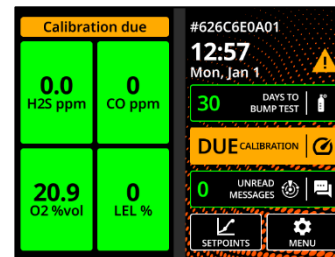 Calibration due
0.0
H2S ppm
0
CO ppm
20.9
O2 %vol
0
LEL %
#626C6E0A01
12:57
Mon, Jan 1
30 DAYS TO BUMP TEST
DUE CALIBRATION
0 UNREAD MESSAGES
SETPOINTS
MENU